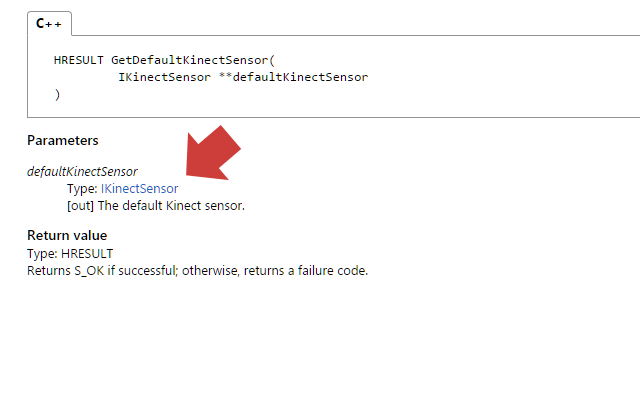 C++
HRESULT GetDefaultKinectSensor(
IKinectSensor **defaultKinectSensor
)
Parameters
defaultKinectSensor
Type: IKinectSensor
[out] The default Kinect sensor.
Return value
Type: HRESULT
Returns S_OK if successful; otherwise, returns a failure code.